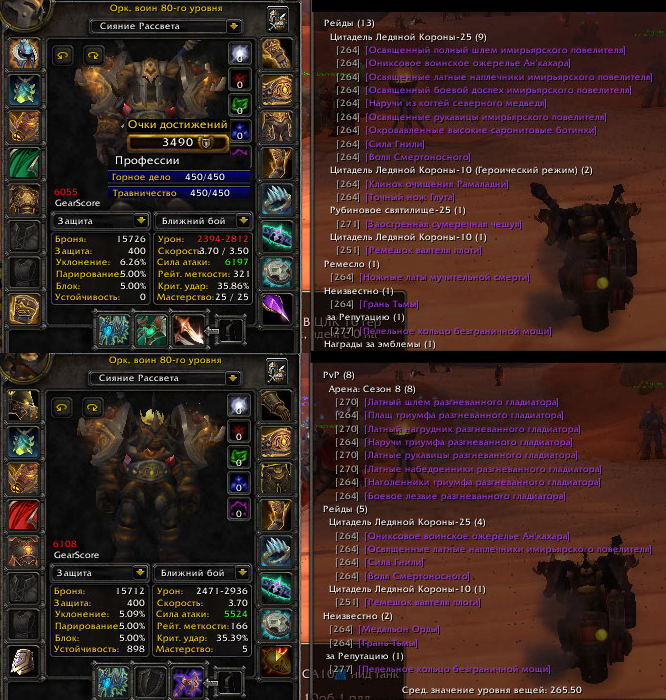 Орк, воин 80-го уровня
Сияние Рассвета
0
0
0
0
Очки достижений
3490
Профессии
Горное дело 450/450
Травничество 450/450
6055
GearScore
Защита
Ближний бой
Броня: 15726
Защита: 400
Уклонение: 6.26%
Парирование: 5.00%
Блок: 5.00%
Устойчивость: 0
Урон: 2394-2812
Скорость: 3.70 / 3.50
Сила атаки: 6197
Рейт. меткости: 321
Крит. удар: 35.86%
Мастерство: 25 / 25
Рейды (13)
Цитадель Ледяной Короны-25 (9)
[264] [Освященный полный шлем имирьярского повелителя]
[264] [Ониксовое воинское ожерелье Ан'кахара]
[264] [Освященные латные наплечники имирьярского повелителя]
[264] [Освященный боевой доспех имирьярского повелителя]
[264] [Наручи из когтей северного медведя]
[264] [Освященные рукавицы имирьярского повелителя]
[264] [Окровавленные высокие саронитовые ботинки]
[264] [Сила Гнили]
[264] [Воля Смертоносного]
Цитадель Ледяной Короны-10 (Героический режим) (2)
[264] [Клинок очищения Рамаладни]
[264] [Точный нож Глута]
Рубиновое святилище-25 (1)
[271] [Заостренная сумеречная чешуя]
Цитадель Ледяной Короны-10 (1)
[251] [Ремешок ваятеля плоти]
Ремесло (1)
[264] [Ножные латы мучительной смерти]
Неизвестно (1)
[264] [Грань Тьмы]
за Репутацию (1)
[277] [Пепельное кольцо безграничной мощи]
Награды за эмблемы (1)
Орк, воин 80-го уровня
Сияние Рассвета
0
0
0
0
6108
GearScore
Защита
Ближний бой
Броня: 15712
Защита: 400
Уклонение: 5.09%
Парирование: 5.00%
Блок: 5.00%
Устойчивость: 898
Урон: 2471-2936
Скорость: 3.70
Сила атаки: 5524
Рейт. меткости: 166
Крит. удар: 35.39%
Мастерство: 5
PvP (8)
Арена: Сезон 8 (8)
[270] [Латный шлем разгневанного гладиатора]
[264] [Плащ триумфа разгневанного гладиатора]
[270] [Латный нагрудник разгневанного гладиатора]
[264] [Наручи триумфа разгневанного гладиатора]
[270] [Латные рукавицы разгневанного гладиатора]
[270] [Латные набедренники разгневанного гладиатора]
[264] [Наголенники триумфа разгневанного гладиатора]
[264] [Боевое лезвие разгневанного гладиатора]
Рейды (5)
Цитадель Ледяной Короны-25 (4)
[264] [Ониксовое воинское ожерелье Ан'кахара]
[264] [Освященные латные наплечники имирьярского повелителя]
[264] [Сила Гнили]
[264] [Воля Смертоносного]
Цитадель Ледяной Короны-10 (1)
[251] [Ремешок ваятеля плоти]
Неизвестно (2)
[264] [Медальон Орды]
[264] [Грань Тьмы]
за Репутацию (1)
[277] [Пепельное кольцо безграничной мощи]
Сред. значение уровня вещей: 265.50